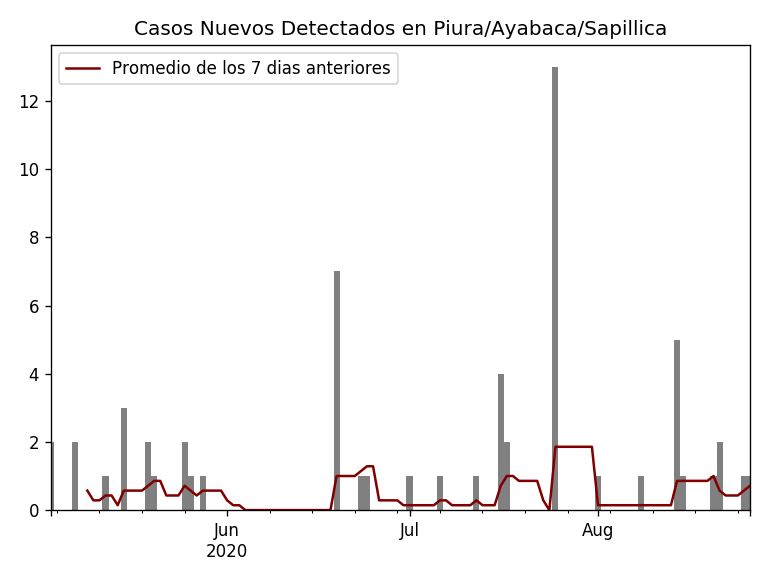 Casos Nuevos Detectados en Piura/Ayabaca/Sapillica
Promedio de los 7 dias anteriores
12
10
8
6
4
2
0
Jun
2020
Jul
Aug